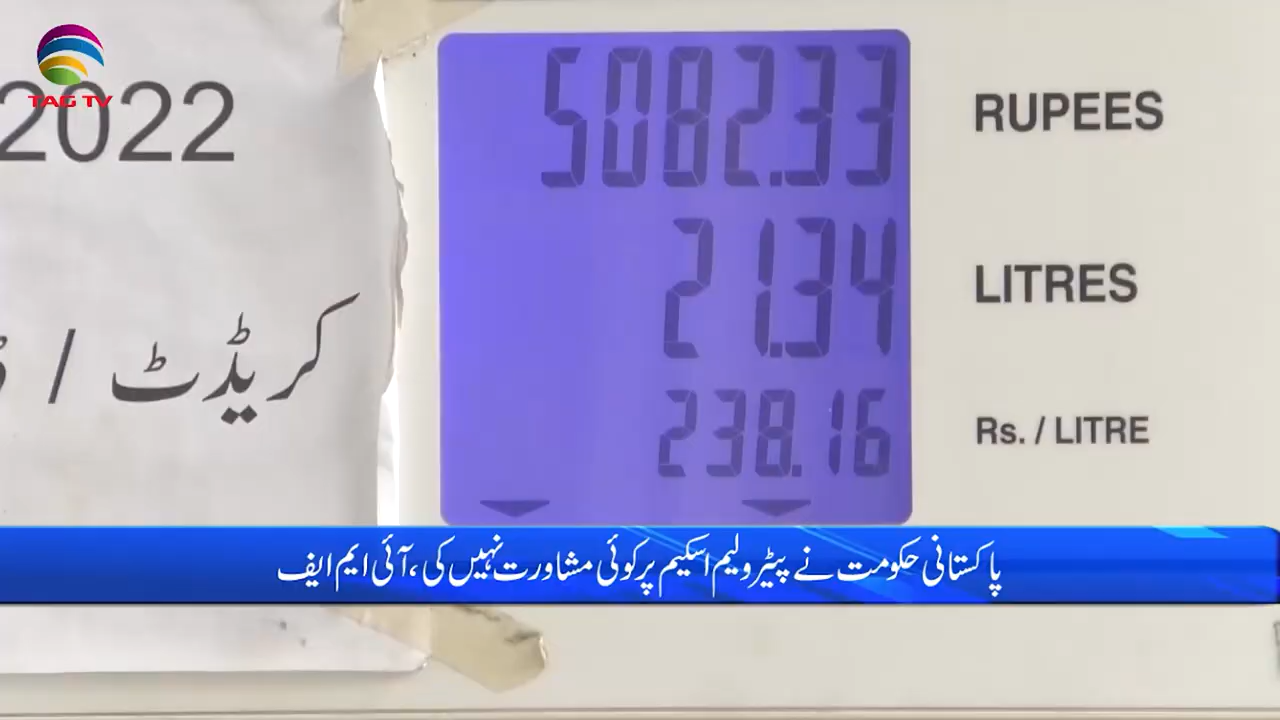 TAG TV
2022
کریڈٹ /
5082.33 RUPEES
21.34 LITRES
238.16 Rs. / LITRE
پاکستانی حکومت نے پیٹرولیم اسکیم پر کوئی مشاورت نہیں کی، آئی ایم ایف